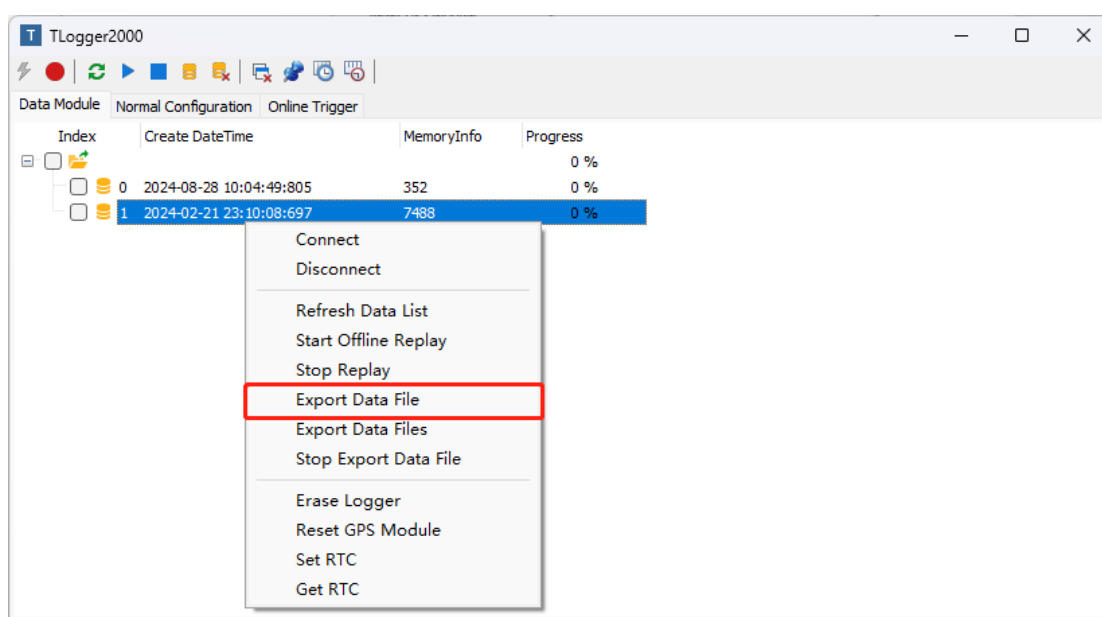 T TLogger2000
Data Module Normal Configuration Online Trigger
Index Create DateTime MemoryInfo Progress
0 %
0 2024-08-28 10:04:49:805 352 0 %
1 2024-02-21 23:10:08:697 7488 0 %
Connect
Disconnect
Refresh Data List
Start Offline Replay
Stop Replay
Export Data File
Export Data Files
Stop Export Data File
Erase Logger
Reset GPS Module
Set RTC
Get RTC